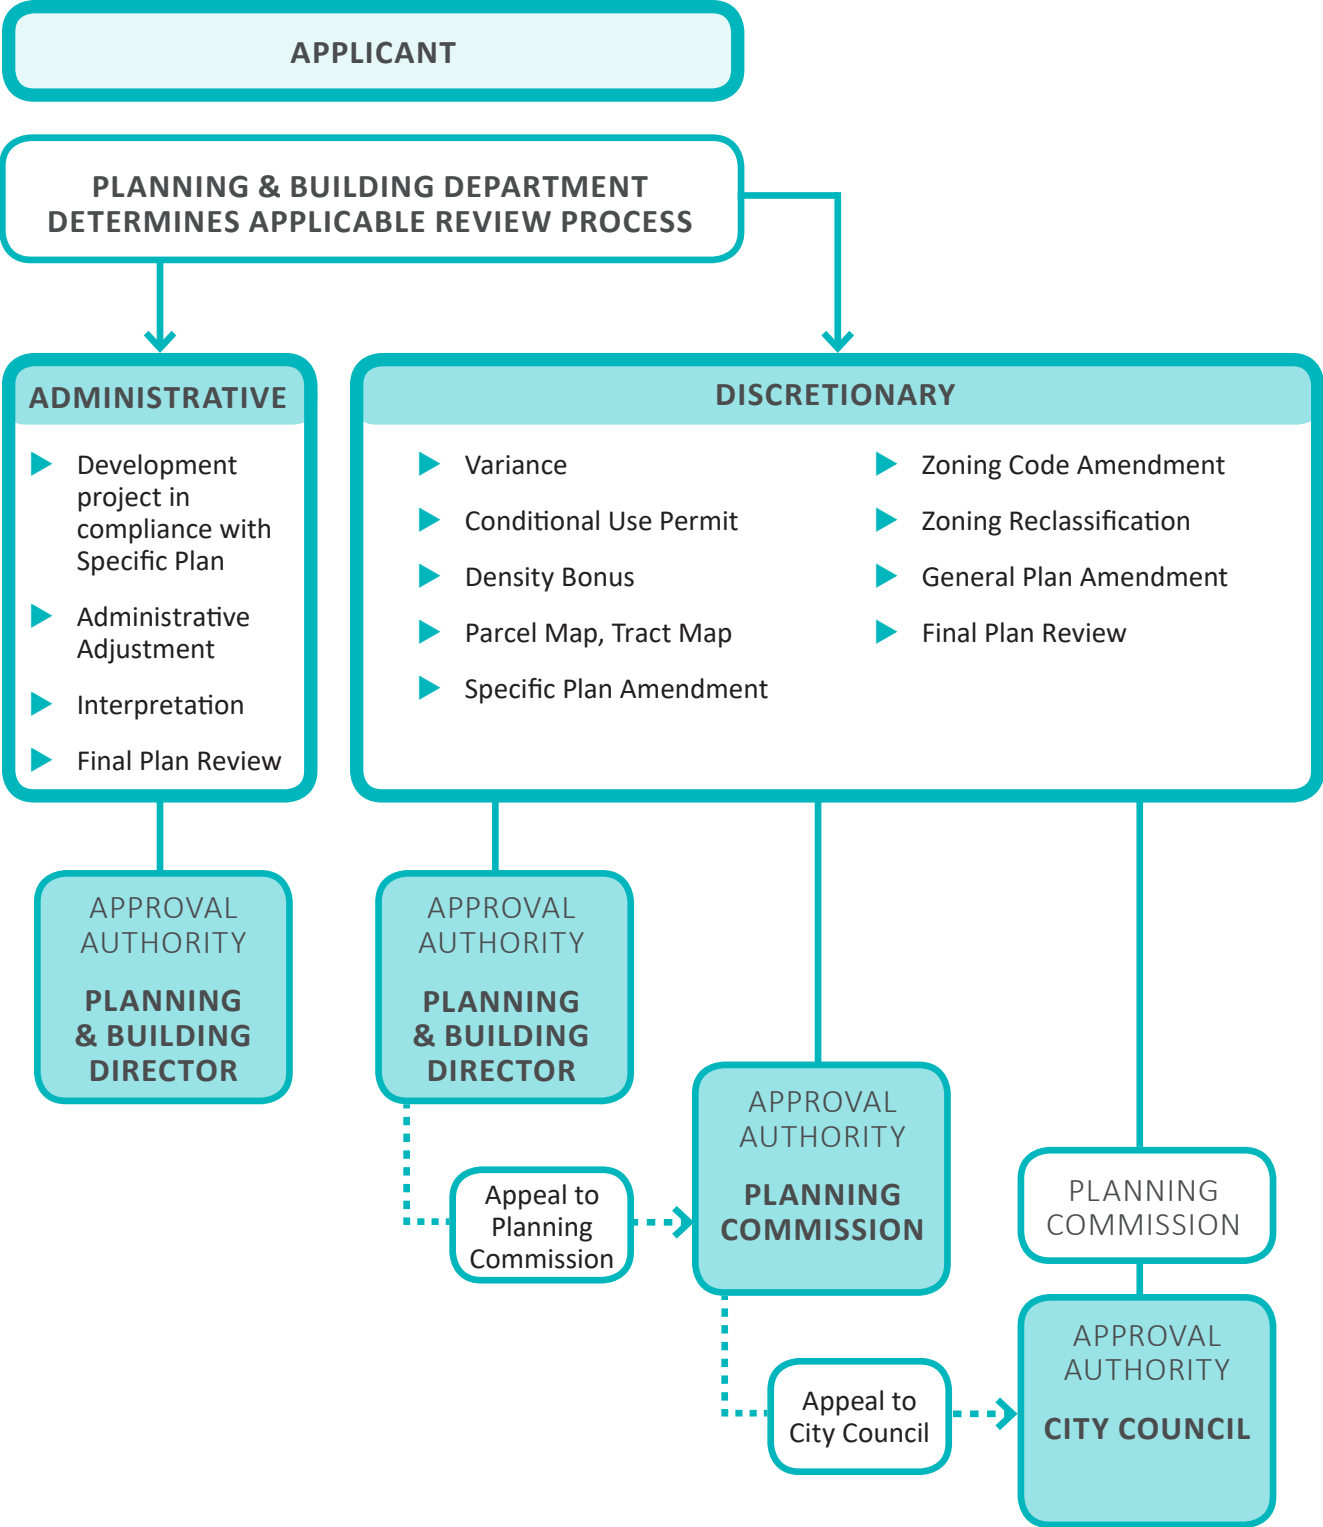 APPLICANT
PLANNING & BUILDING DEPARTMENT
DETERMINES APPLICABLE REVIEW PROCESS
ADMINISTRATIVE
Development
project in
compliance with
Specific Plan
Administrative
Adjustment
Interpretation
Final Plan Review
DISCRETIONARY
Variance
Conditional Use Permit
Density Bonus
Parcel Map, Tract Map
Specific Plan Amendment
Zoning Code Amendment
Zoning Reclassification
General Plan Amendment
Final Plan Review
APPROVAL
AUTHORITY
PLANNING
& BUILDING
DIRECTOR
APPROVAL
AUTHORITY
PLANNING
& BUILDING
DIRECTOR
Appeal to
Planning
Commission
APPROVAL
AUTHORITY
PLANNING
COMMISSION
Appeal to
City Council
PLANNING
COMMISSION
APPROVAL
AUTHORITY
CITY COUNCIL